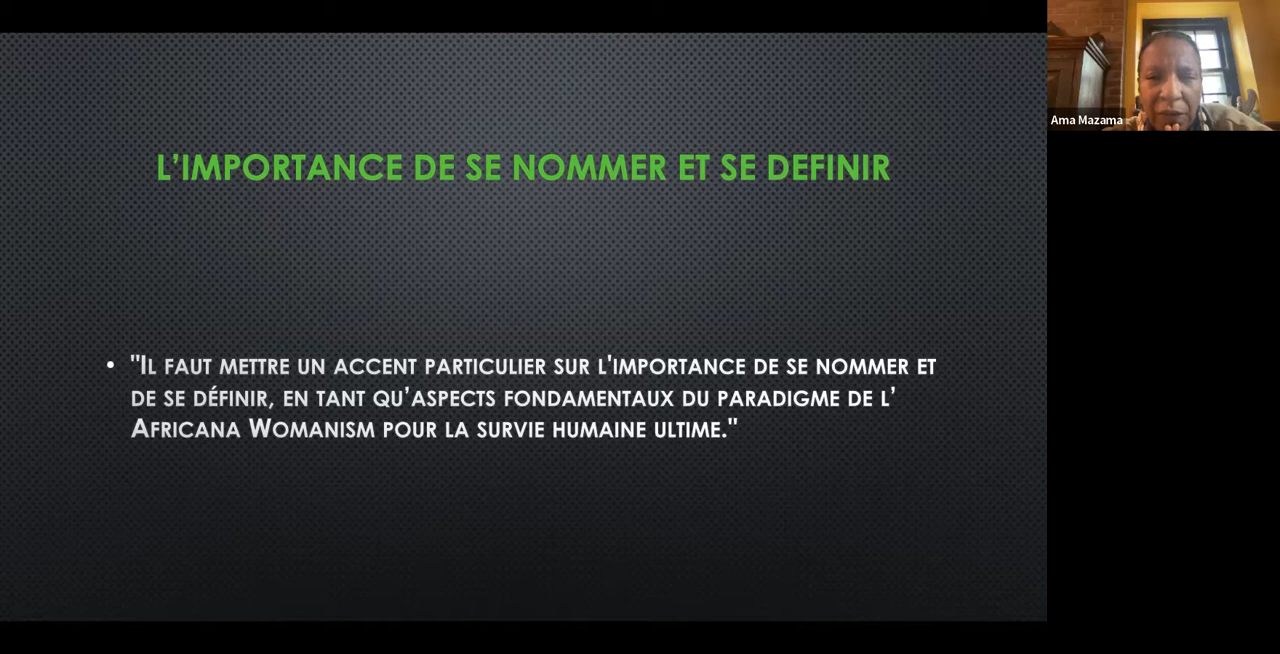 L’IMPORTANCE DE SE NOMMER ET SE DEFINIR
• "IL FAUT METTRE UN ACCENT PARTICULIER SUR L'IMPORTANCE DE SE NOMMER ET
DE SE DÉFINIR, EN TANT QU’ASPECTS FONDAMENTAUX DU PARADIGME DE L’
AFRICANA WOMANISM POUR LA SURVIE HUMAINE ULTIME."
Ama Mazama